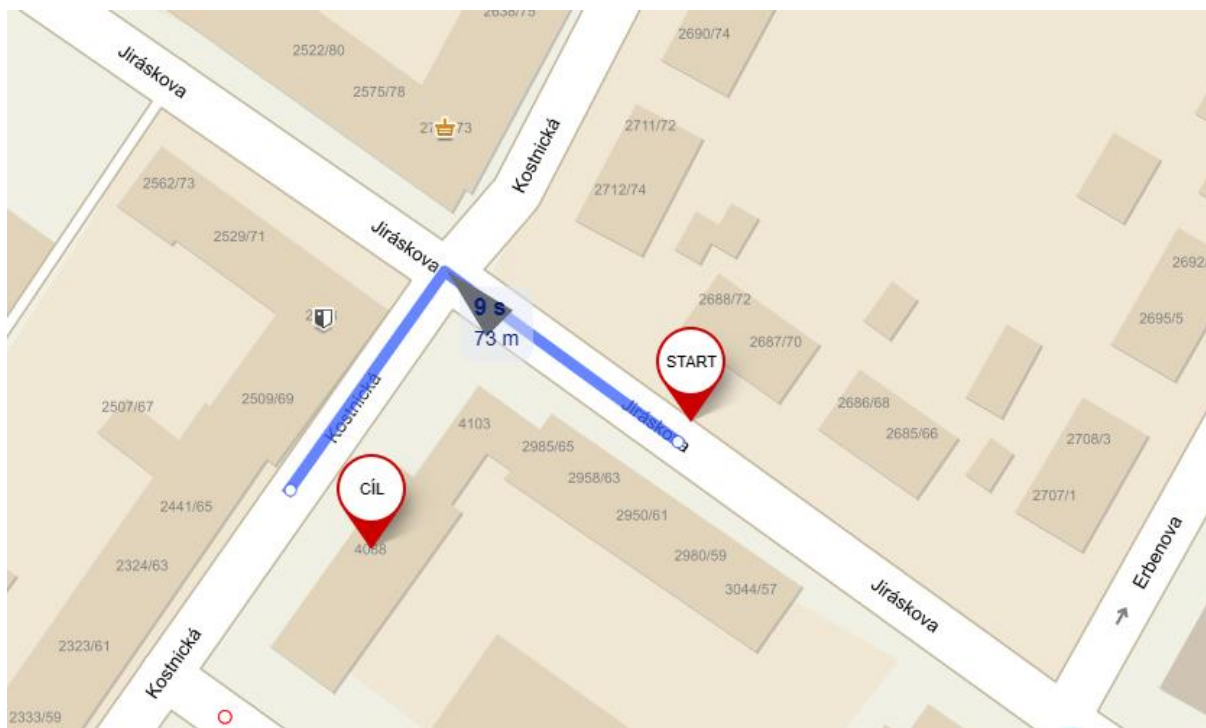 2638/75
2690/74
2522/80
Jiráskova
2575/78
2711/72
Kostnická
2562/73
2712/74
2529/71
Jiráskova
2692
2688/72
9 s
73 m
2695/5
2687/70
START
Kostnická
2509/69
2507/67
4103
Jiráskova
2686/68
2685/66
2708/3
2985/65
2958/63
CÍL
2441/65
2950/61
2707/1
4088
2980/59
2324/63
3044/57
Erbenova
Jiráskova
2323/61
Kostnická
2333/59